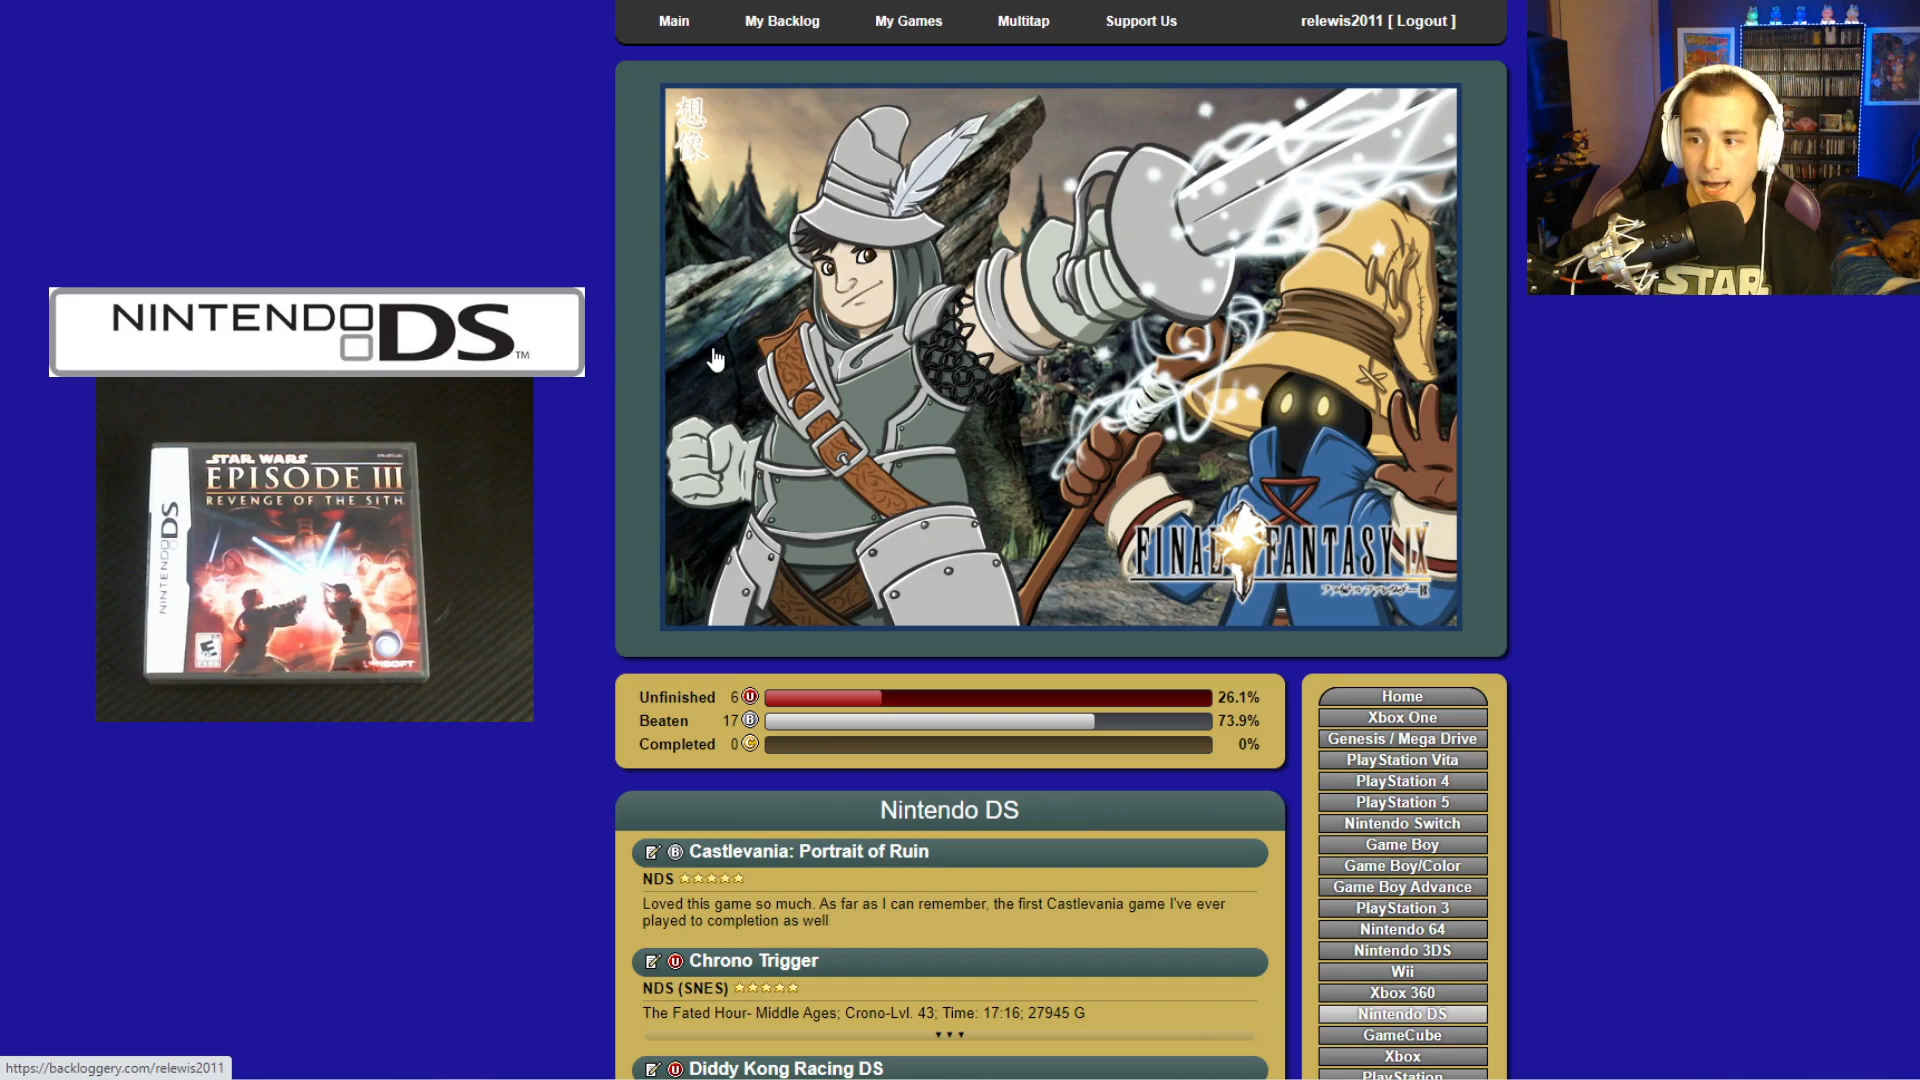 Main
My Backlog
My Games
Multitap
Support Us
relewis2011 [ Logout ]
想
像
FINAL FANTASY IX
NINTENDO DS
TM
STAR WARS
EPISODE III
REVENGE OF THE SITH
NINTENDO DS
E
UBISOFT
STAR
Unfinished 6 U 26.1%
Beaten 17 B 73.9%
Completed 0 C 0%
Nintendo DS
B Castlevania: Portrait of Ruin
NDS
Loved this game so much. As far as I can remember, the first Castlevania game I've ever
played to completion as well
U Chrono Trigger
NDS (SNES)
The Fated Hour- Middle Ages; Crono-Lvl. 43; Time: 17:16; 27945 G
U Diddy Kong Racing DS
Home
Xbox One
Genesis / Mega Drive
PlayStation Vita
PlayStation 4
PlayStation 5
Nintendo Switch
Game Boy
Game Boy/Color
Game Boy Advance
PlayStation 3
Nintendo 64
Nintendo 3DS
Wii
Xbox 360
Nintendo DS
GameCube
Xbox
PlayStation
https://backloggery.com/relewis2011